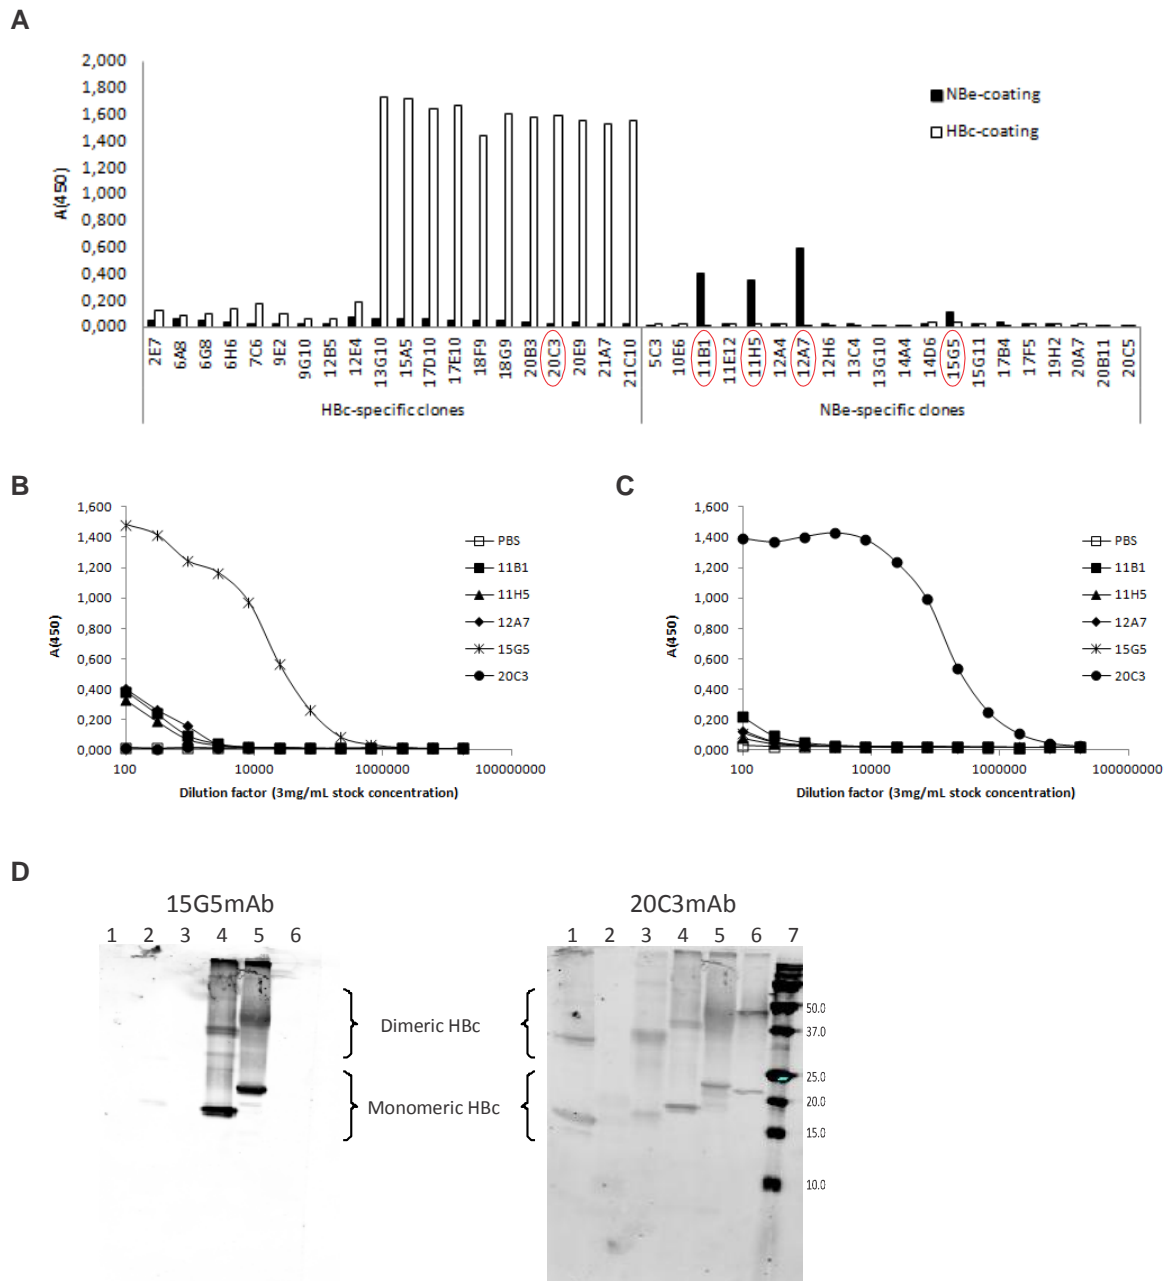 A
2,000
1,800
1,600
1,400
1,200
1,000
0,800
0,600
0,400
0,200
0,000
A(450)
NBe-coating
HBc-coating
2E7
6A8
6G8
6H6
7C6
9E2
9G10
12B5
12E4
13G10
15A5
17D10
17E10
18F9
18G9
20B3
20C3
20E9
21A7
21C10
5C3
10E6
11B1
11E12
11H5
12A4
12A7
12H6
13C4
13G10
14A4
14D6
15G5
15G11
17B4
17F5
19H2
20A7
20B11
20C5
HBc-specific clones
NBe-specific clones
B
1,600
1,400
1,200
1,000
0,800
0,600
0,400
0,200
0,000
A(450)
100 10000 1000000 100000000
Dilution factor (3mg/mL stock concentration)
PBS
11B1
11H5
12A7
15G5
20C3
C
1,600
1,400
1,200
1,000
0,800
0,600
0,400
0,200
0,000
A(450)
100 10000 1000000 100000000
Dilution factor (3mg/mL stock concentration)
PBS
11B1
11H5
12A7
15G5
20C3
D
15G5mAb
1 2 3 4 5 6
Dimeric HBc
Monomeric HBc
20C3mAb
1 2 3 4 5 6 7
50.0
37.0
25.0
20.0
15.0
10.0